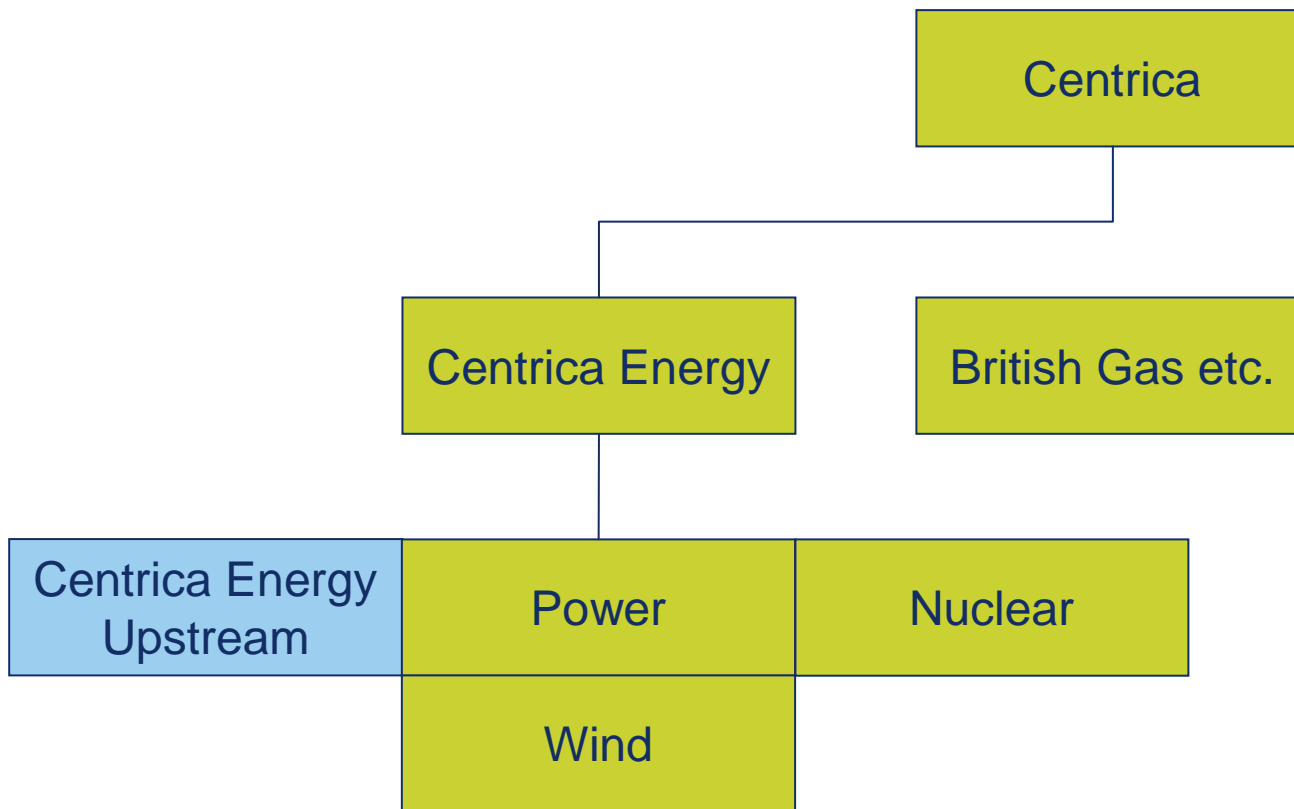 Centrica
Centrica Energy
British Gas etc.
Centrica Energy
Upstream
Power
Nuclear
Wind